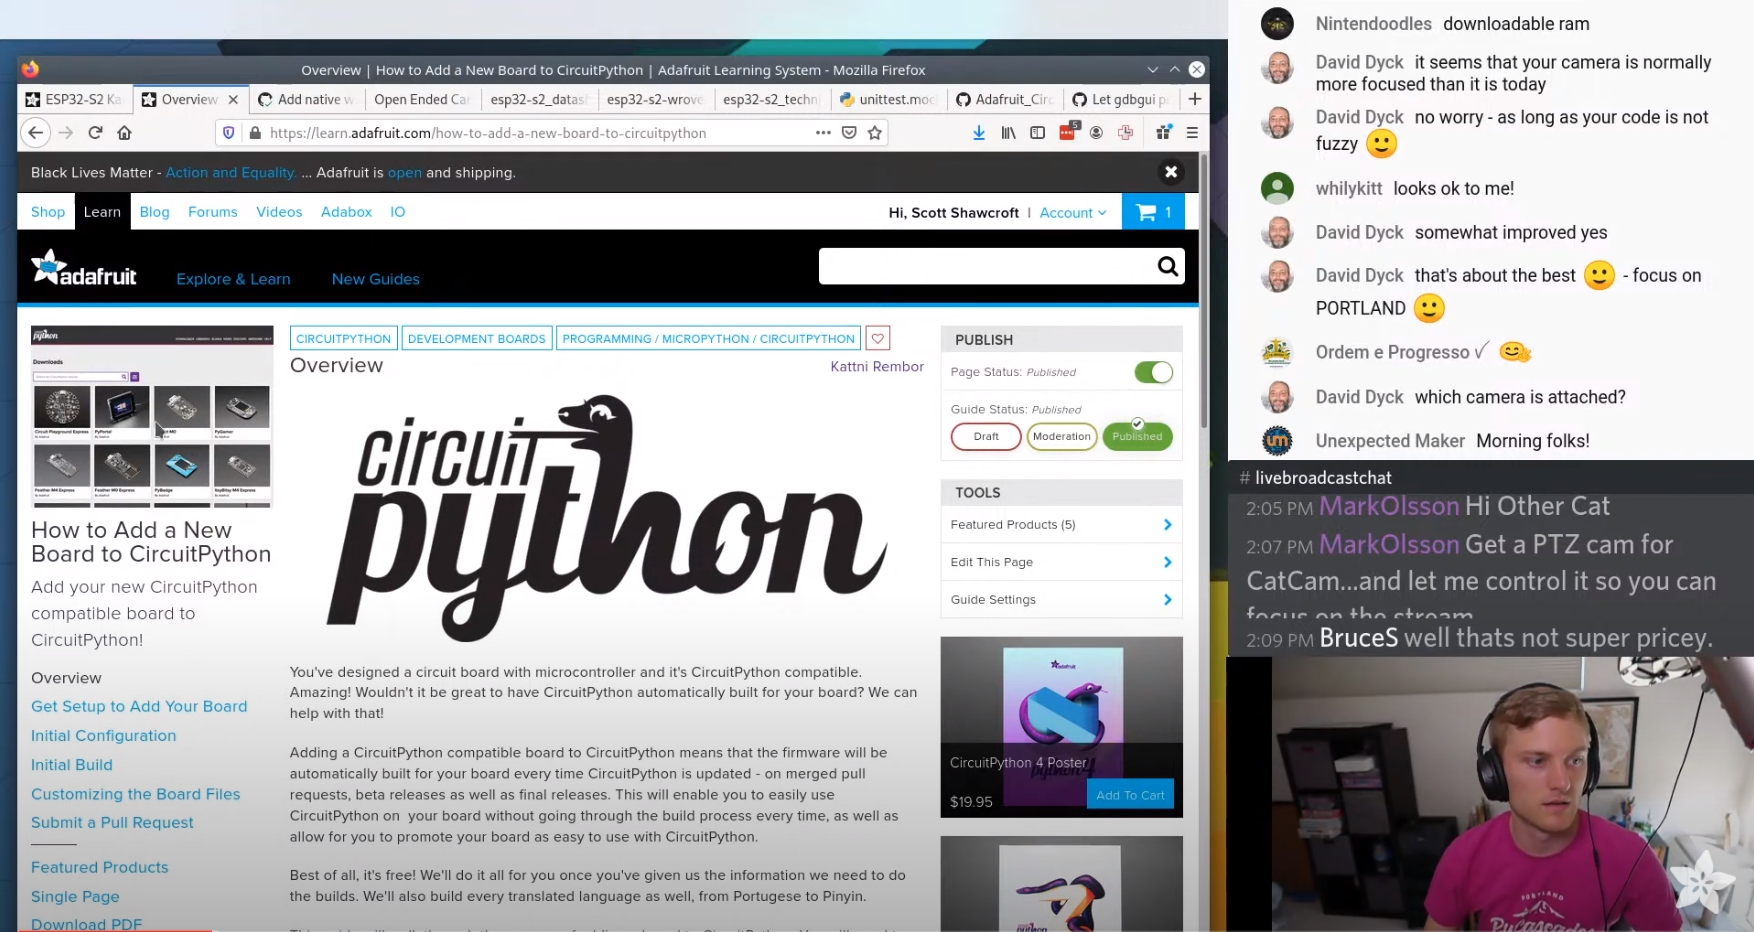 Overview | How to Add a New Board to CircuitPython | Adafruit Learning System - Mozilla Firefox
ESP32-S2 Ka
Overview
Add native w
Open Ended Ca
esp32-s2_datas
esp32-s2-wrove
esp32-s2_techn
unittest.moc
Adafruit_Circ
Let gdbgui p
https://learn.adafruit.com/how-to-add-a-new-board-to-circuitpython
5
Black Lives Matter - Action and Equality. ... Adafruit is open and shipping.
Shop Learn Blog Forums Videos Adabox IO
Hi, Scott Shawcroft | Account
1
adafruit
Explore & Learn
New Guides
python
Downloads
How to Add a New
Board to CircuitPython
Add your new CircuitPython
compatible board to
CircuitPython!
Overview
Get Setup to Add Your Board
Initial Configuration
Initial Build
Customizing the Board Files
Submit a Pull Request
Featured Products
Single Page
Download PDF
CIRCUITPYTHON
DEVELOPMENT BOARDS
PROGRAMMING / MICROPYTHON / CIRCUITPYTHON
Overview
Kattni Rembor
circuit
python
You've designed a circuit board with microcontroller and it's CircuitPython compatible.
Amazing! Wouldn't it be great to have CircuitPython automatically built for your board? We can
help with that!
Adding a CircuitPython compatible board to CircuitPython means that the firmware will be
automatically built for your board every time CircuitPython is updated - on merged pull
requests, beta releases as well as final releases. This will enable you to easily use
CircuitPython on your board without going through the build process every time, as well as
allow for you to promote your board as easy to use with CircuitPython.
Best of all, it's free! We'll do it all for you once you've given us the information we need to do
the builds. We'll also build every translated language as well, from Portugese to Pinyin.
PUBLISH
Page Status: Published
Guide Status: Published
Draft
Moderation
Published
TOOLS
Featured Products (5)
Edit This Page
Guide Settings
adafruit
CircuitPython 4 Poster
$19.95
Add To Cart
Nintendoodles downloadable ram
David Dyck it seems that your camera is normally
more focused than it is today
David Dyck no worry - as long as your code is not
fuzzy 🙂
whilykitt looks ok to me!
David Dyck somewhat improved yes
David Dyck that's about the best 🙂 - focus on
PORTLAND 🙂
Ordem e Progresso ✓ 🤗
David Dyck which camera is attached?
um
Unexpected Maker Morning folks!
# livebroadcastchat
2:05 PM MarkOlsson Hi Other Cat
2:07 PM MarkOlsson Get a PTZ cam for
CatCam...and let me control it so you can
focus on the stream
2:09 PM BruceS well thats not super pricey.
PORTLAND
PyCascades